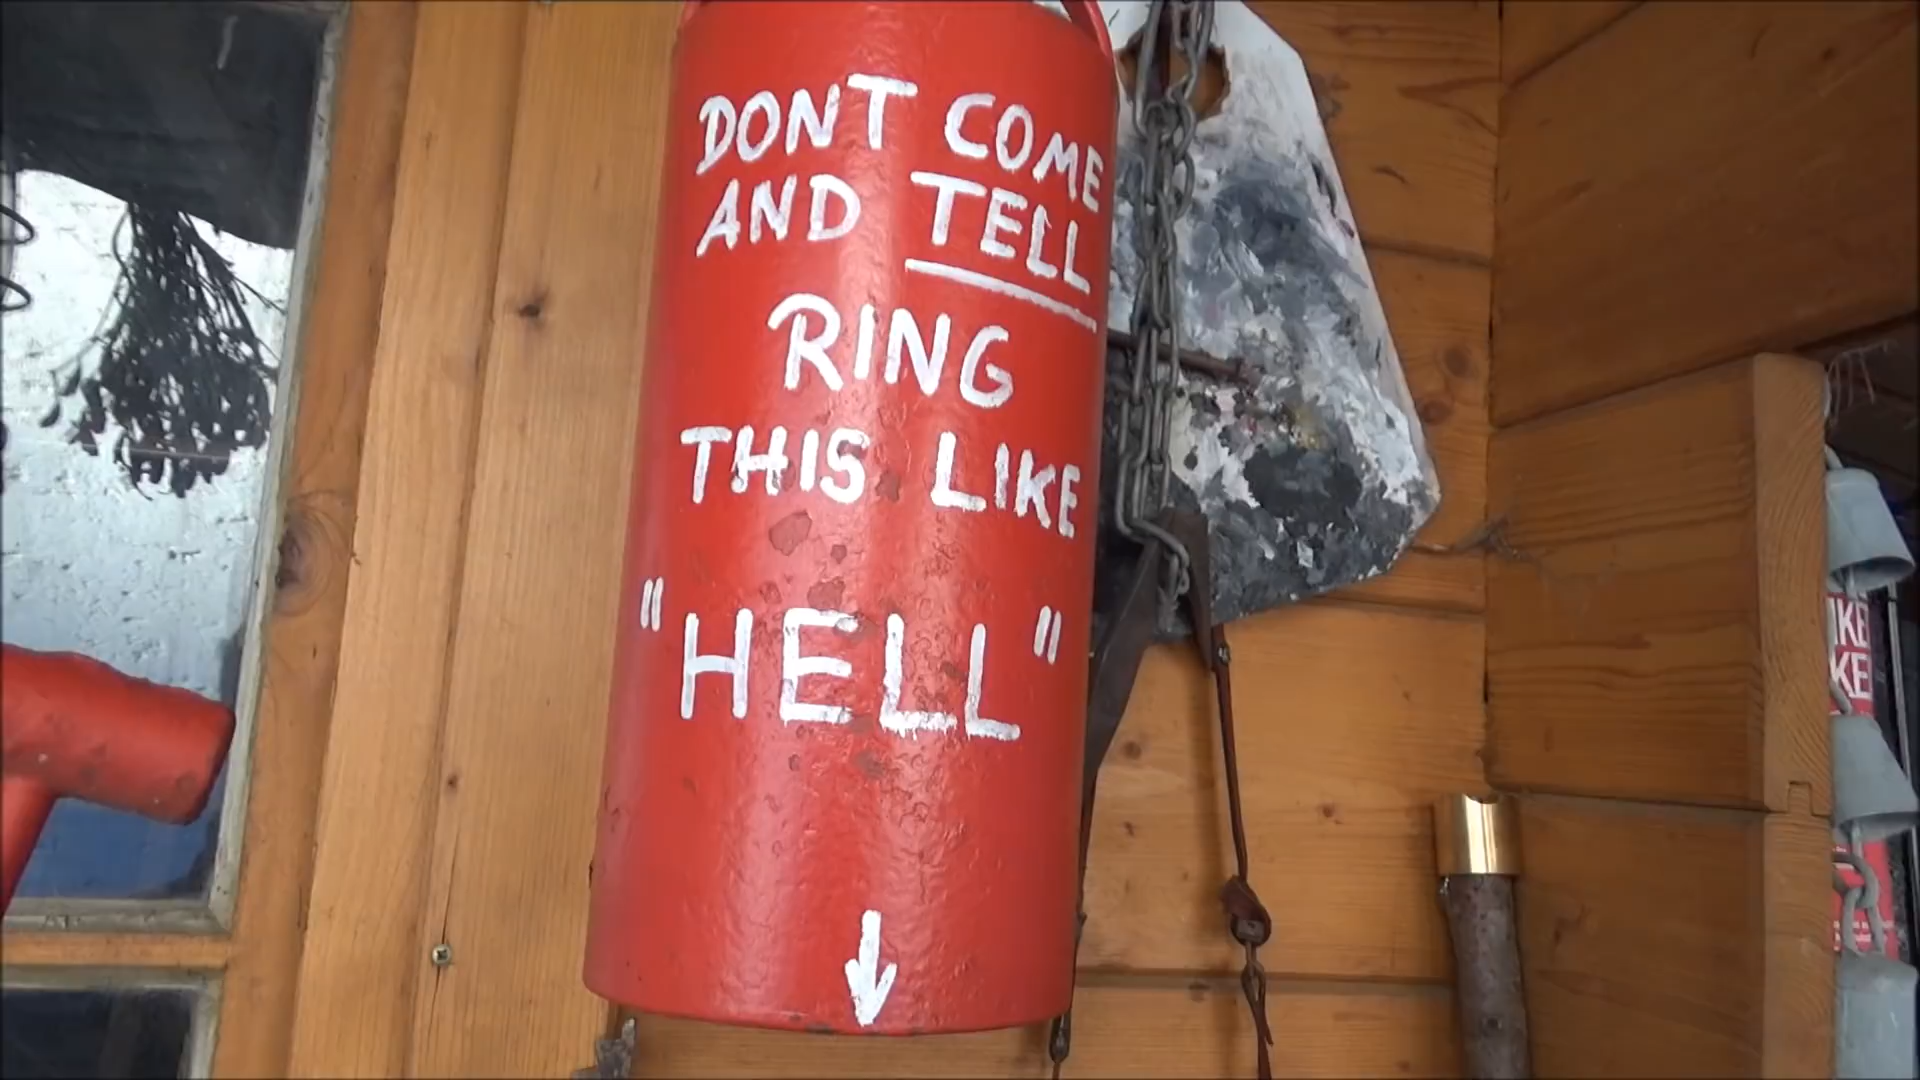 DONT COME
AND TELL
RING
THIS LIKE
"HELL"